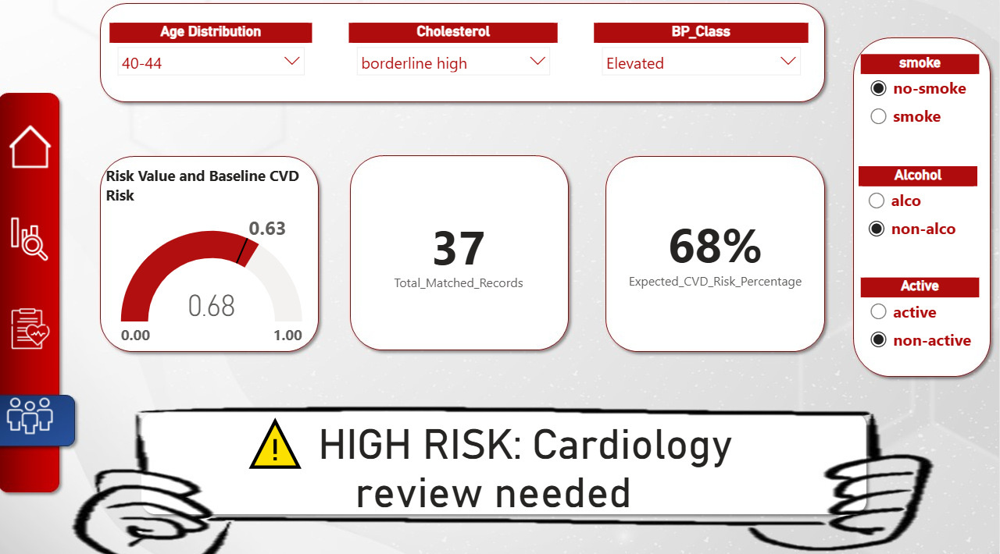 Age Distribution
40-44
Cholesterol
borderline high
BP_Class
Elevated
smoke
no-smoke
smoke
Alcohol
alco
non-alco
Active
active
non-active
Risk Value and Baseline CVD
Risk
0.63
0.68
0.00
1.00
37
Total_Matched_Records
68%
Expected_CVD_Risk_Percentage
⚠ HIGH RISK: Cardiology
review needed